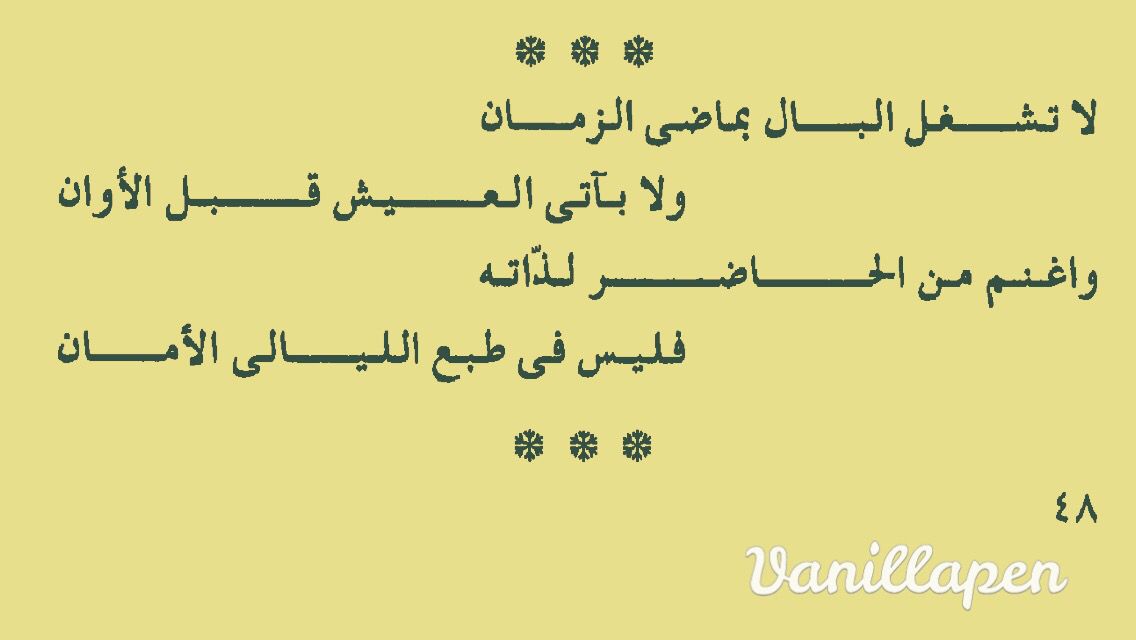 ❄ ❄ ❄
لا تشغل البال بماضى الزمان
ولا بآتى العيش قبل الأوان
واغنم من الحاضر لذّاته
فليس فى طبع الليالى الأمان
❄ ❄ ❄
٤٨
Vanillapen